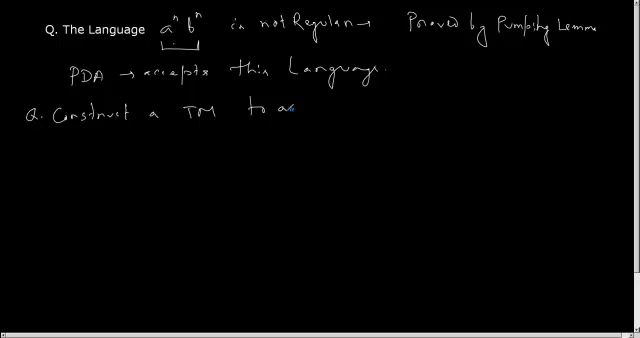 Q. The Language aⁿ bⁿ is not Regular → Proved by Pumping Lemma
PDA → accepts this Language.
Q. Construct a TM to a